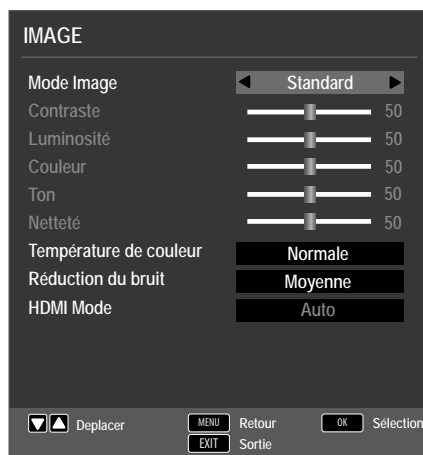 IMAGE
Mode Image Standard
Contraste 50
Luminosité 50
Couleur 50
Ton 50
Netteté 50
Température de couleur Normale
Réduction du bruit Moyenne
HDMI Mode Auto
Deplacer MENU Retour OK Sélection
EXIT Sortie